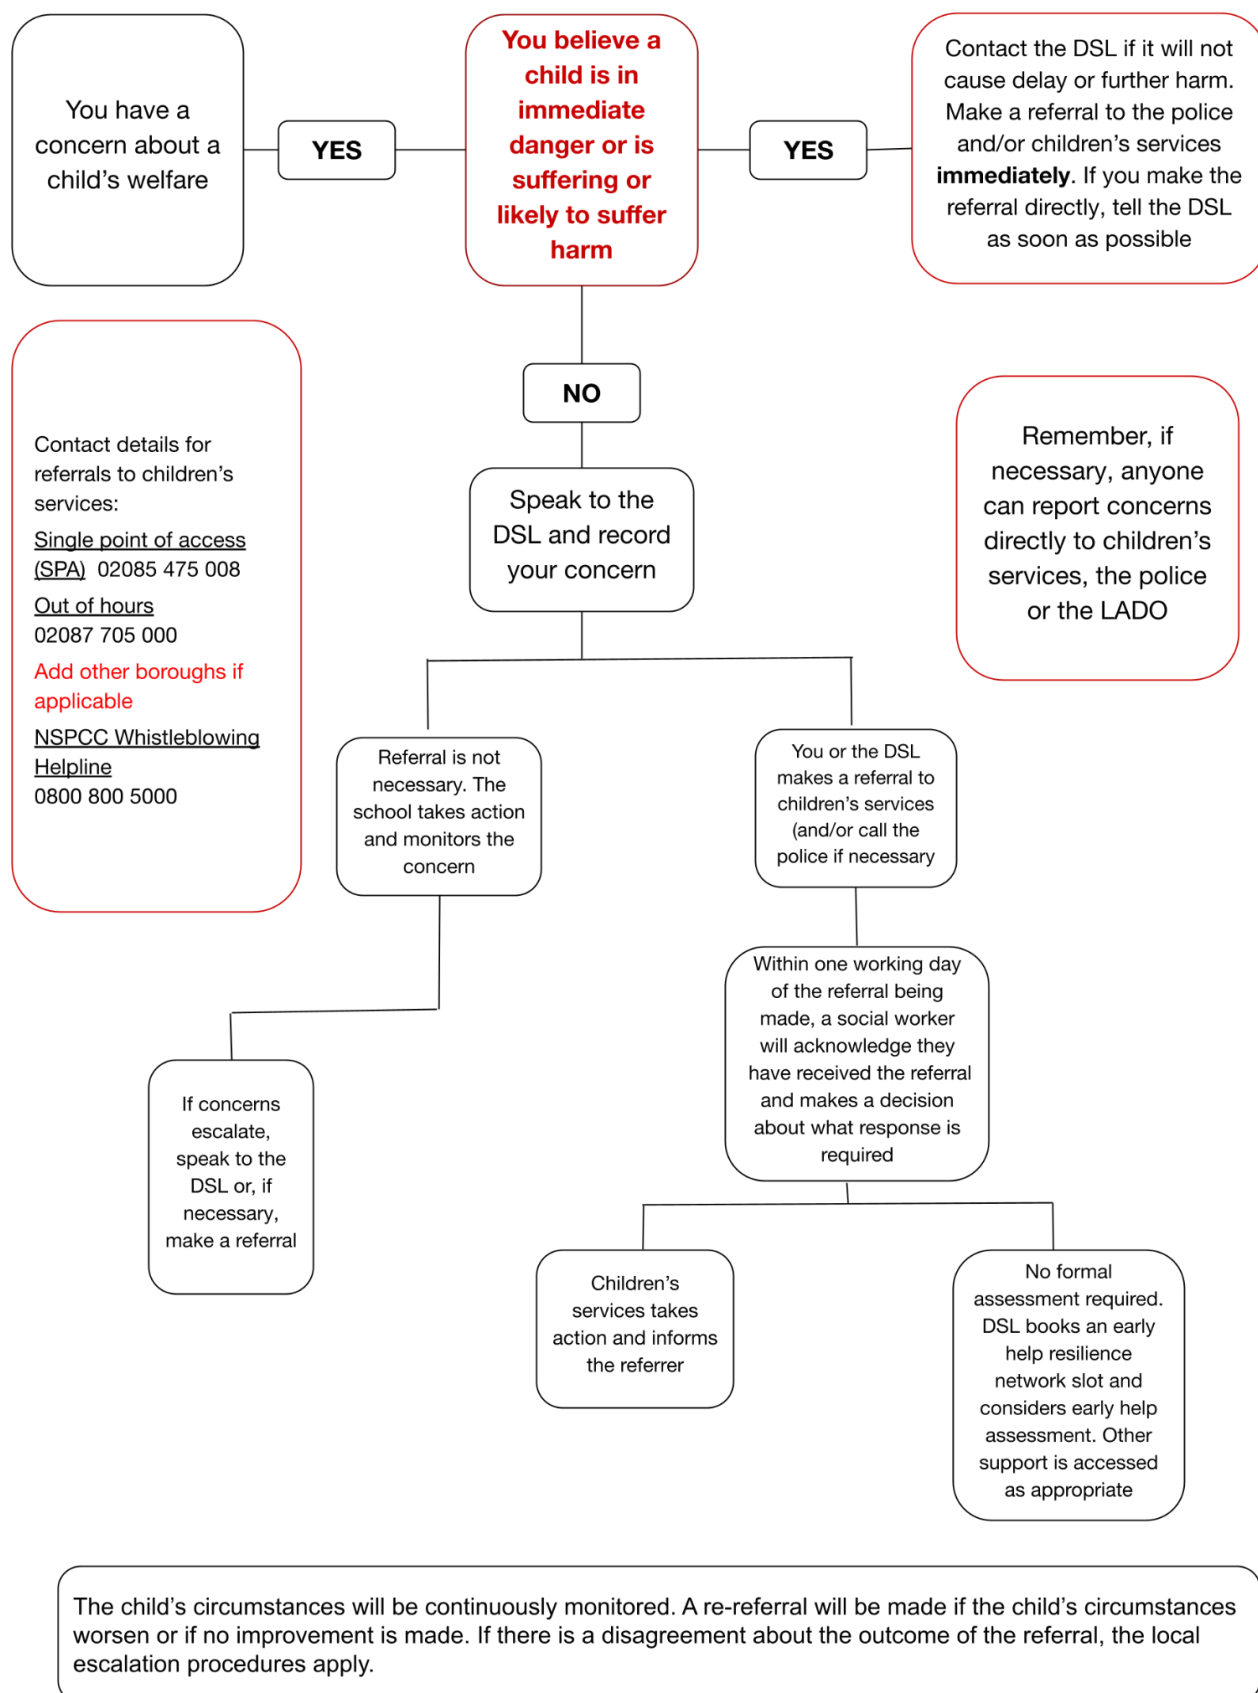 You have a
concern about a
child's welfare
YES
You believe a
child is in
immediate
danger or is
suffering or
likely to suffer
harm
YES
Contact the DSL if it will not
cause delay or further harm.
Make a referral to the police
and/or children's services
immediately. If you make the
referral directly, tell the DSL
as soon as possible
NO
Contact details for
referrals to children's
services:
Single point of access
(SPA)  02085 475 008
Out of hours
02087 705 000
Add other boroughs if
applicable
NSPCC Whistleblowing
Helpline
0800 800 5000
Speak to the
DSL and record
your concern
Remember, if
necessary, anyone
can report concerns
directly to children's
services, the police
or the LADO
Referral is not
necessary. The
school takes action
and monitors the
concern
You or the DSL
makes a referral to
children's services
(and/or call the
police if necessary
If concerns
escalate,
speak to the
DSL or, if
necessary,
make a referral
Within one working day
of the referral being
made, a social worker
will acknowledge they
have received the referral
and makes a decision
about what response is
required
Children's
services takes
action and informs
the referrer
No formal
assessment required.
DSL books an early
help resilience
network slot and
considers early help
assessment. Other
support is accessed
as appropriate
The child's circumstances will be continuously monitored. A re-referral will be made if the child's circumstances
worsen or if no improvement is made. If there is a disagreement about the outcome of the referral, the local
escalation procedures apply.